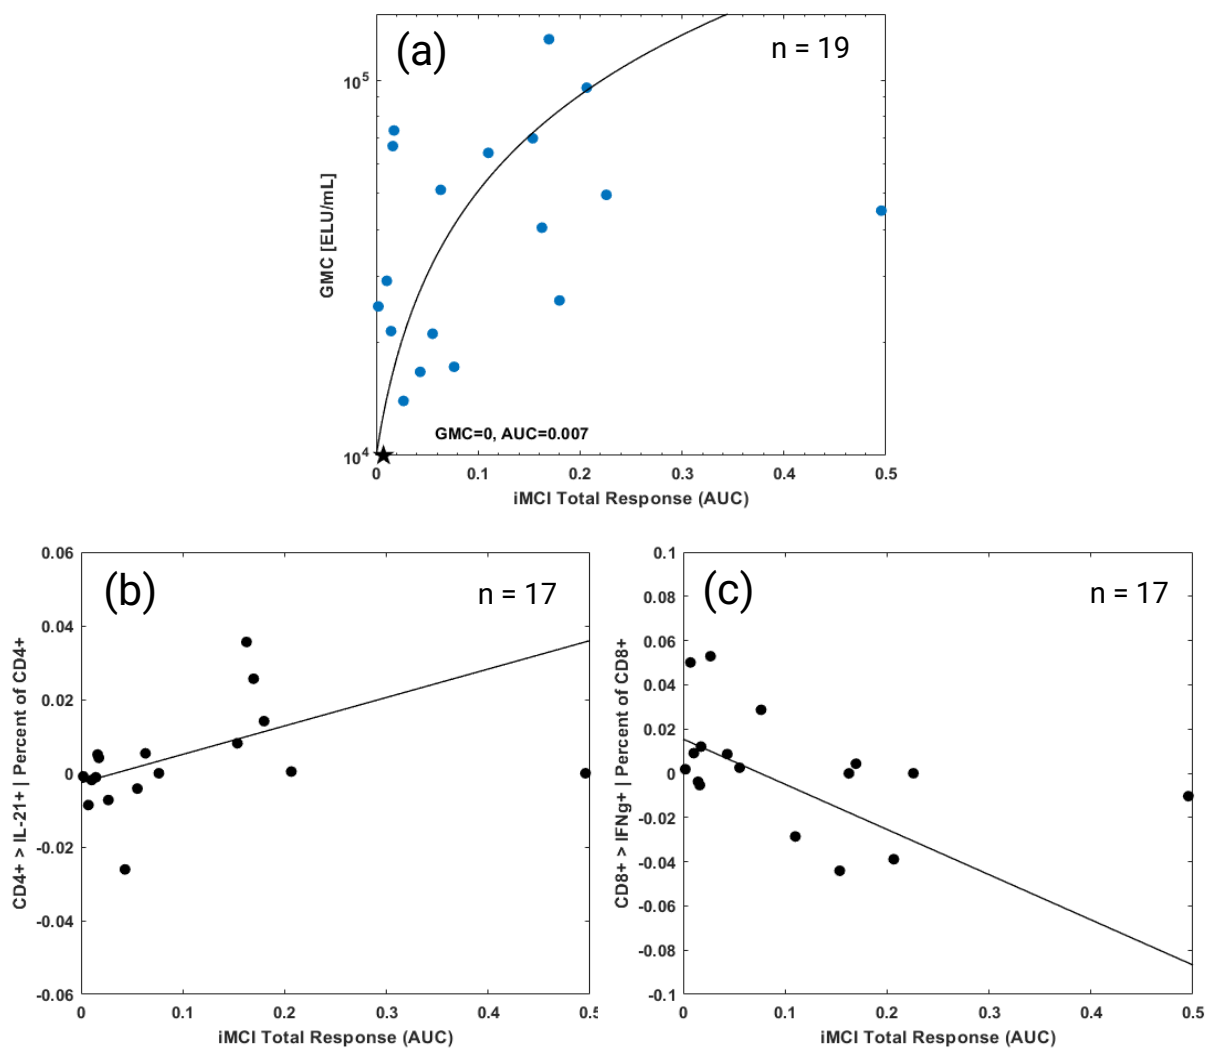 (a)
n = 19
10^5
10^4
GMC [ELU/mL]
GMC=0, AUC=0.007
0 0.1 0.2 0.3 0.4 0.5
iMCI Total Response (AUC)
(b)
n = 17
0.06
0.04
0.02
0
-0.02
-0.04
-0.06
CD4+ > IL-21+ | Percent of CD4+
0 0.1 0.2 0.3 0.4 0.5
iMCI Total Response (AUC)
(c)
n = 17
0.1
0.08
0.06
0.04
0.02
0
-0.02
-0.04
-0.06
-0.08
-0.1
CD8+ > IFNg+ | Percent of CD8+
0 0.1 0.2 0.3 0.4 0.5
iMCI Total Response (AUC)